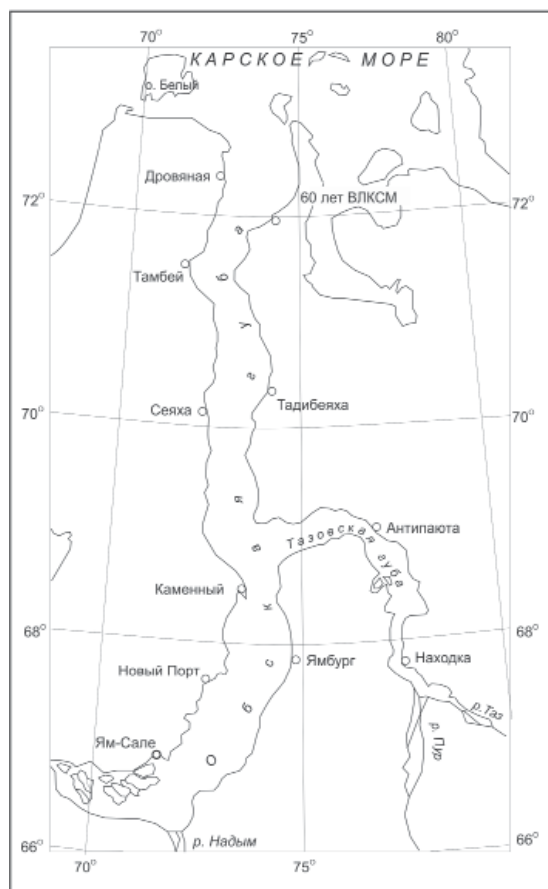 70° 75° 80°
КАРСКОЕ МОРЕ
о. Белый
Дровяная
72° 60 лет ВЛКСМ 72°
Тамбей
Тадибеяха
Сеяха
70° 70°
Обская губа
Антипаюта
Тазовская губа
Каменный
68° 68°
Ямбург
Находка
Новый Порт
р. Таз
р. Пур
Ям-Сале
р. Надым
66° 66°
70° 75°